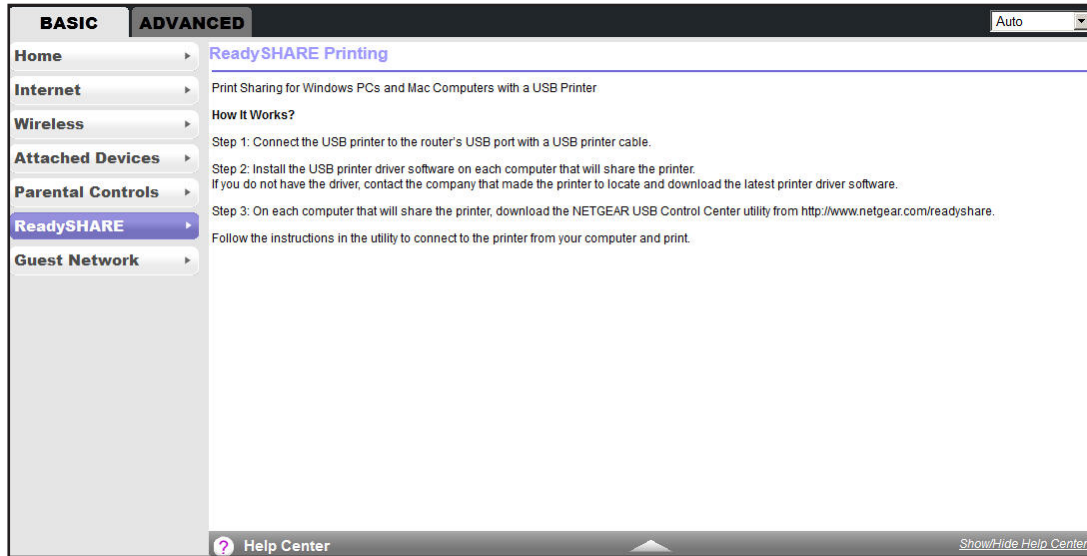 BASIC
ADVANCED
Auto
Home
Internet
Wireless
Attached Devices
Parental Controls
ReadySHARE
Guest Network
ReadySHARE Printing
Print Sharing for Windows PCs and Mac Computers with a USB Printer
How It Works?
Step 1: Connect the USB printer to the router's USB port with a USB printer cable.
Step 2: Install the USB printer driver software on each computer that will share the printer.
If you do not have the driver, contact the company that made the printer to locate and download the latest printer driver software.
Step 3: On each computer that will share the printer, download the NETGEAR USB Control Center utility from http://www.netgear.com/readyshare.
Follow the instructions in the utility to connect to the printer from your computer and print.
? Help Center
Show/Hide Help Center